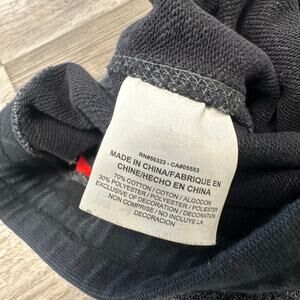 RN#56323 - CA#05553
MADE IN CHINA/FABRIQUE EN
CHINE/HECHO EN CHINA
70% COTTON / COTON / ALGODON
30% POLYESTER / POLYESTER / POLIESTER
EXCLUSIVE OF DECORATION / DECORATION
NON COMPRISE / NO INCLUYE LA
DECORACION